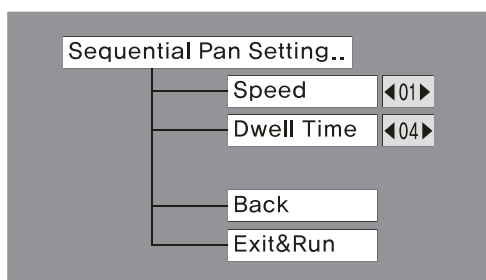 Sequential Pan Setting..
Speed ◀01▶
Dwell Time ◀04▶
Back
Exit&Run